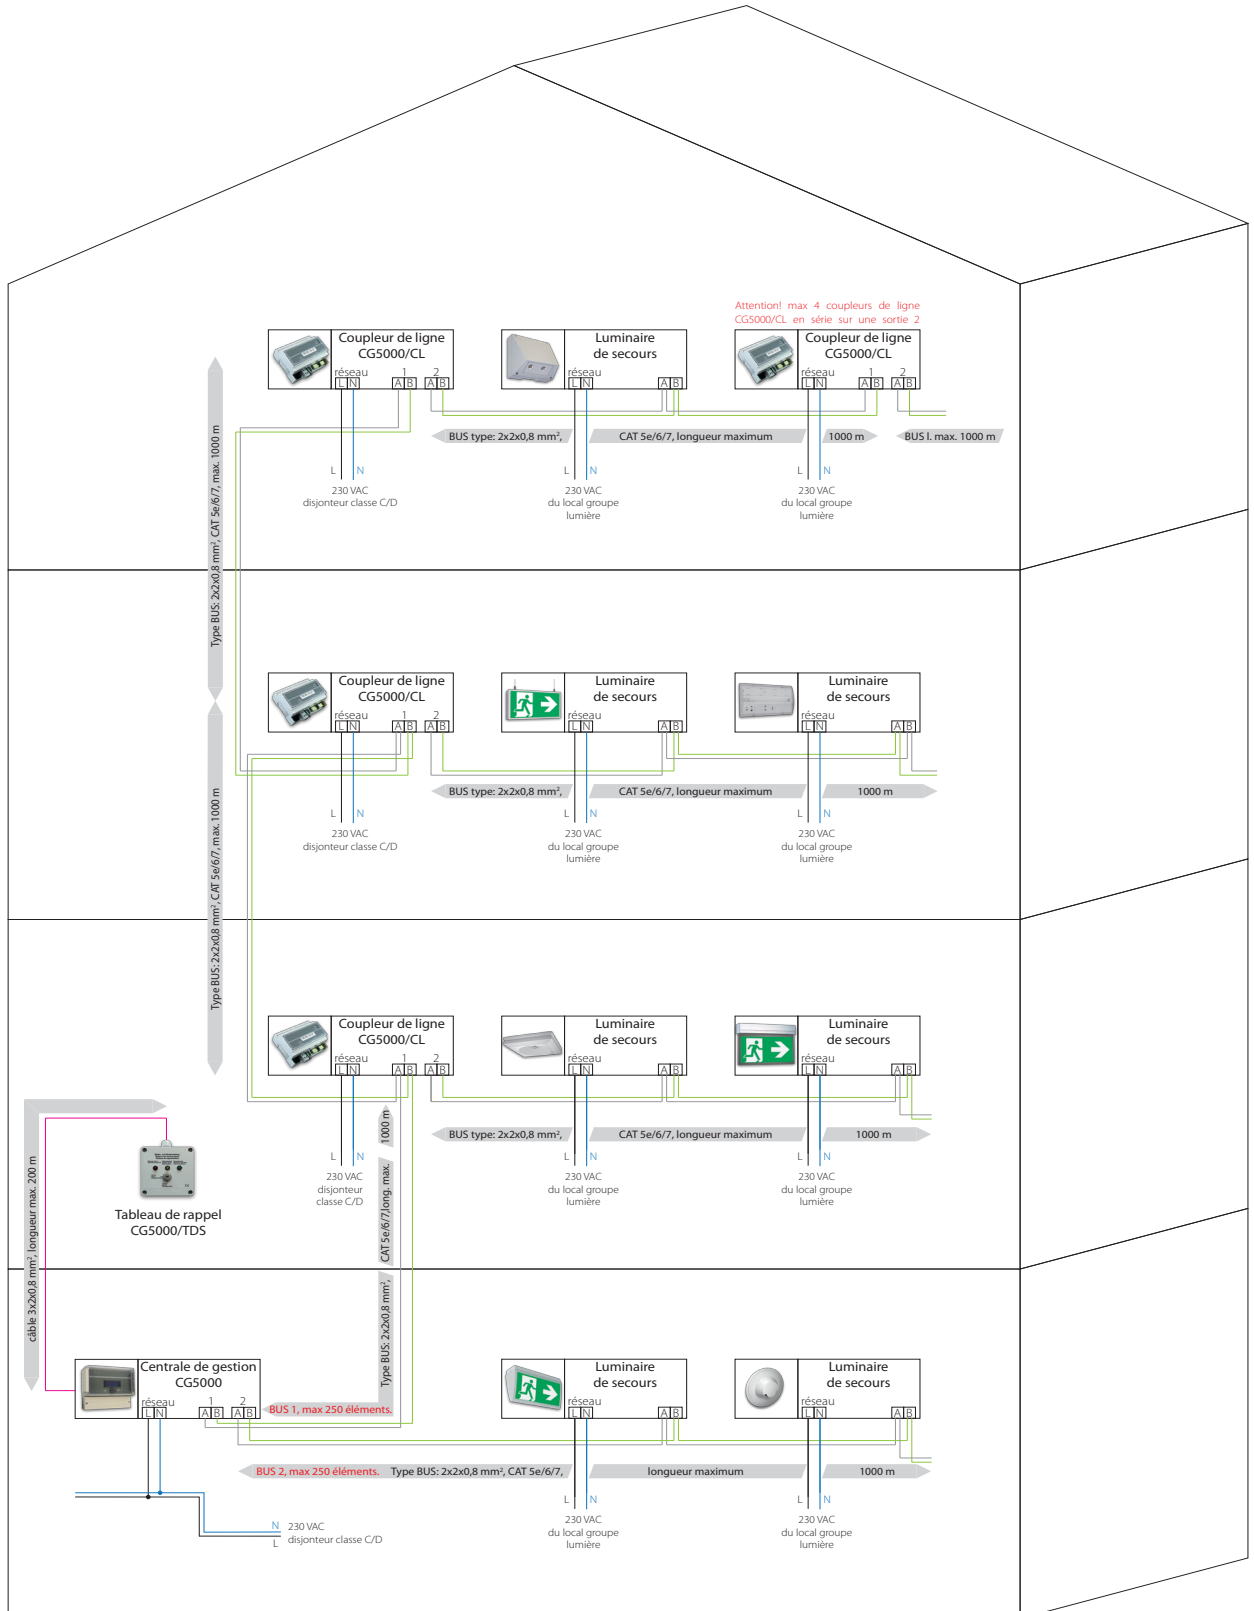 Attention! max 4 coupleurs de ligne
CG5000/CL en série sur une sortie 2
Coupleur de ligne
CG5000/CL
réseau 1 2
L N A B A B
Luminaire
de secours
réseau
L N A B
Coupleur de ligne
CG5000/CL
réseau 1 2
L N A B A B
BUS type: 2x2x0,8 mm², CAT 5e/6/7, longueur maximum 1000 m
BUS l. max. 1000 m
L N
230 VAC
disjonteur classe C/D
L N
230 VAC
du local groupe
lumière
L N
230 VAC
du local groupe
lumière
Type BUS: 2x2x0,8 mm², CAT 5e/6/7, max. 1000 m
Coupleur de ligne
CG5000/CL
réseau 1 2
L N A B A B
Luminaire
de secours
réseau
L N A B
Luminaire
de secours
réseau
L N A B
BUS type: 2x2x0,8 mm², CAT 5e/6/7, longueur maximum 1000 m
L N
230 VAC
disjonteur classe C/D
L N
230 VAC
du local groupe
lumière
L N
230 VAC
du local groupe
lumière
Type BUS: 2x2x0,8 mm², CAT 5e/6/7, max. 1000 m
Coupleur de ligne
CG5000/CL
réseau 1 2
L N A B A B
Luminaire
de secours
réseau
L N A B
Luminaire
de secours
réseau
L N A B
BUS type: 2x2x0,8 mm², CAT 5e/6/7, longueur maximum 1000 m
L N
230 VAC
disjonteur
classe C/D
L N
230 VAC
du local groupe
lumière
L N
230 VAC
du local groupe
lumière
câble 3x2x0,8 mm², longueur max. 200 m
Tableau de rappel
CG5000/TDS
Type BUS: 2x2x0,8 mm², CAT 5e/6/7,long. max. 1000 m
Centrale de gestion
CG5000
réseau 1 2
L N A B A B
BUS 1, max 250 éléments.
Luminaire
de secours
réseau
L N A B
Luminaire
de secours
réseau
L N A B
BUS 2, max 250 éléments. Type BUS: 2x2x0,8 mm², CAT 5e/6/7, longueur maximum 1000 m
N 230 VAC
L disjonteur classe C/D
L N
230 VAC
du local groupe
lumière
L N
230 VAC
du local groupe
lumière